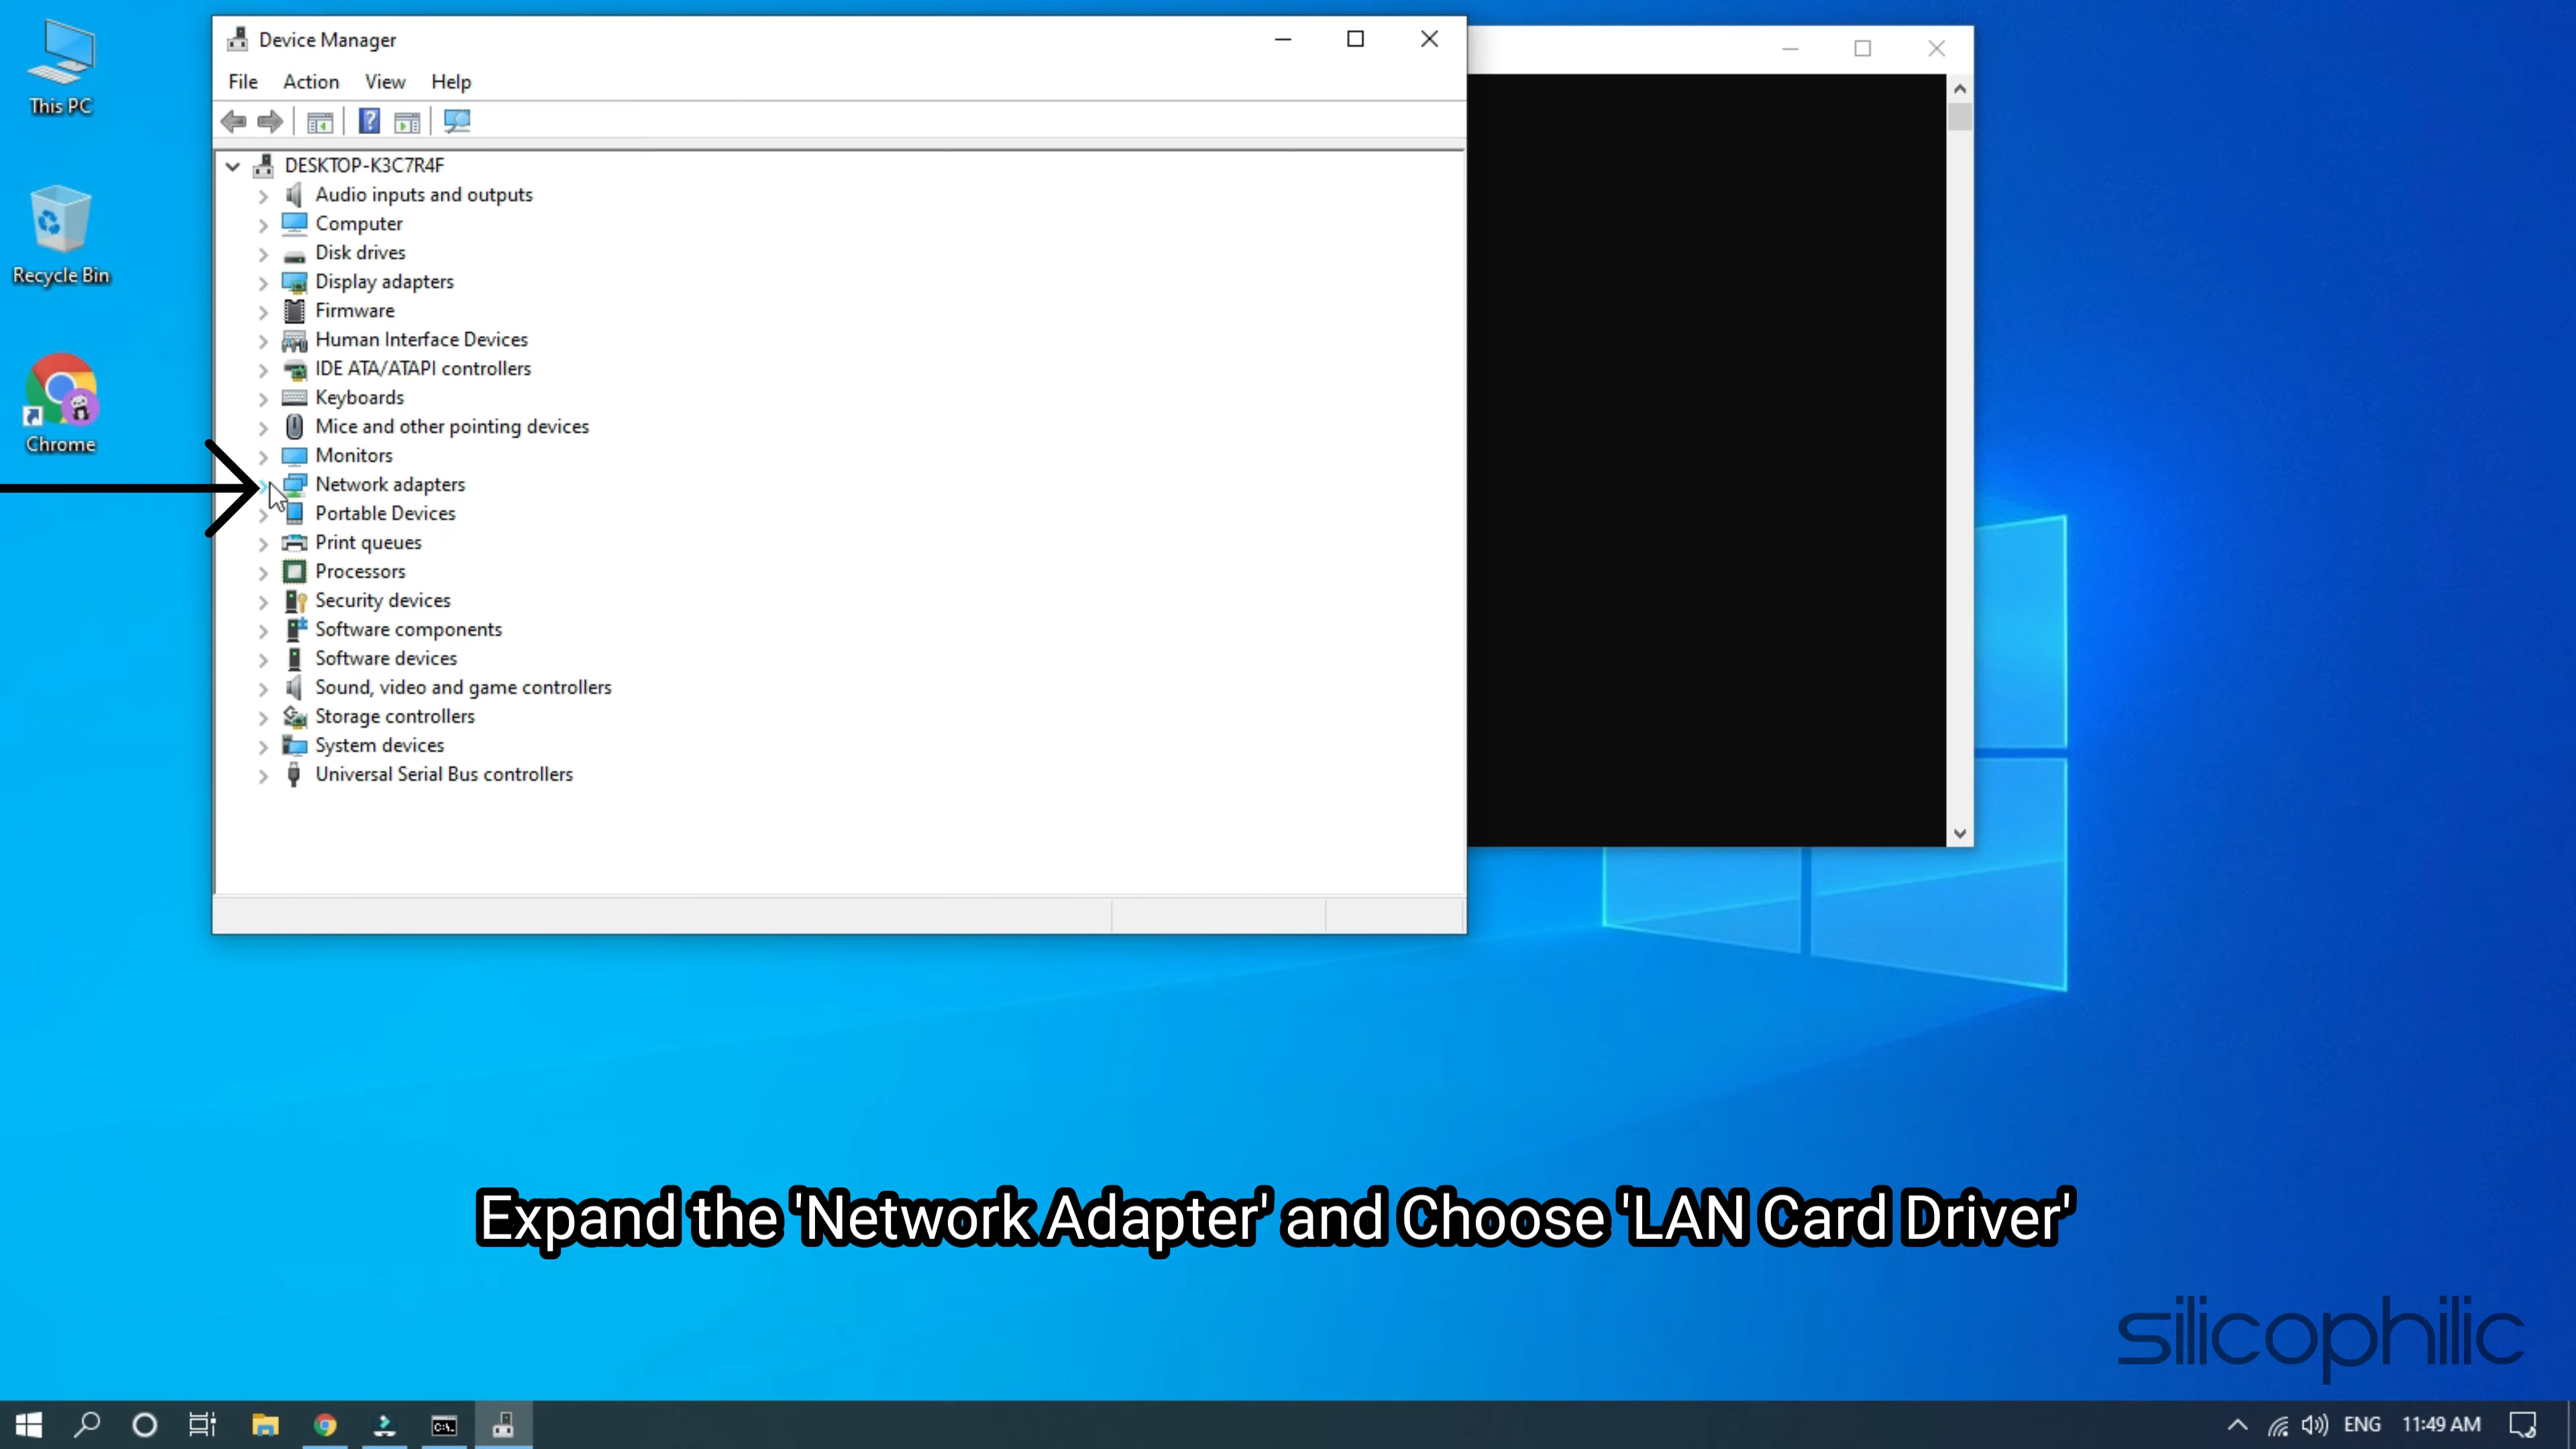 This PC
Recycle Bin
Chrome
Device Manager
File Action View Help
DESKTOP-K3C7R4F
Audio inputs and outputs
Computer
Disk drives
Display adapters
Firmware
Human Interface Devices
IDE ATA/ATAPI controllers
Keyboards
Mice and other pointing devices
Monitors
Network adapters
Portable Devices
Print queues
Processors
Security devices
Software components
Software devices
Sound, video and game controllers
Storage controllers
System devices
Universal Serial Bus controllers
Expand the 'Network Adapter' and Choose 'LAN Card Driver'
silicophilic
ENG 11:49 AM